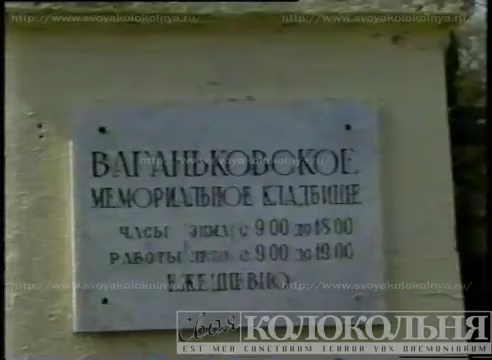 http://www.svoyakolokolnya.ru/ http://www.svoyakolokolnya.ru/
ВАГАНЬКОВСКОЕ
МЕМОРИАЛЬНОЕ КЛАДБИЩЕ
ЧАСЫ ЗИМА: с 9 00 до 18.00
РАБОТЫ ЛЕТО: с 9.00 до 19.00
ЕЖЕДНЕВНО
http://www.svoyakolokolnya.ru/ http://www.svoyakolokolnya.ru/
Своя КОЛОКОЛЬНЯ
EST MEA CUNCTORUM TERROR VOX DAEMONIORUM